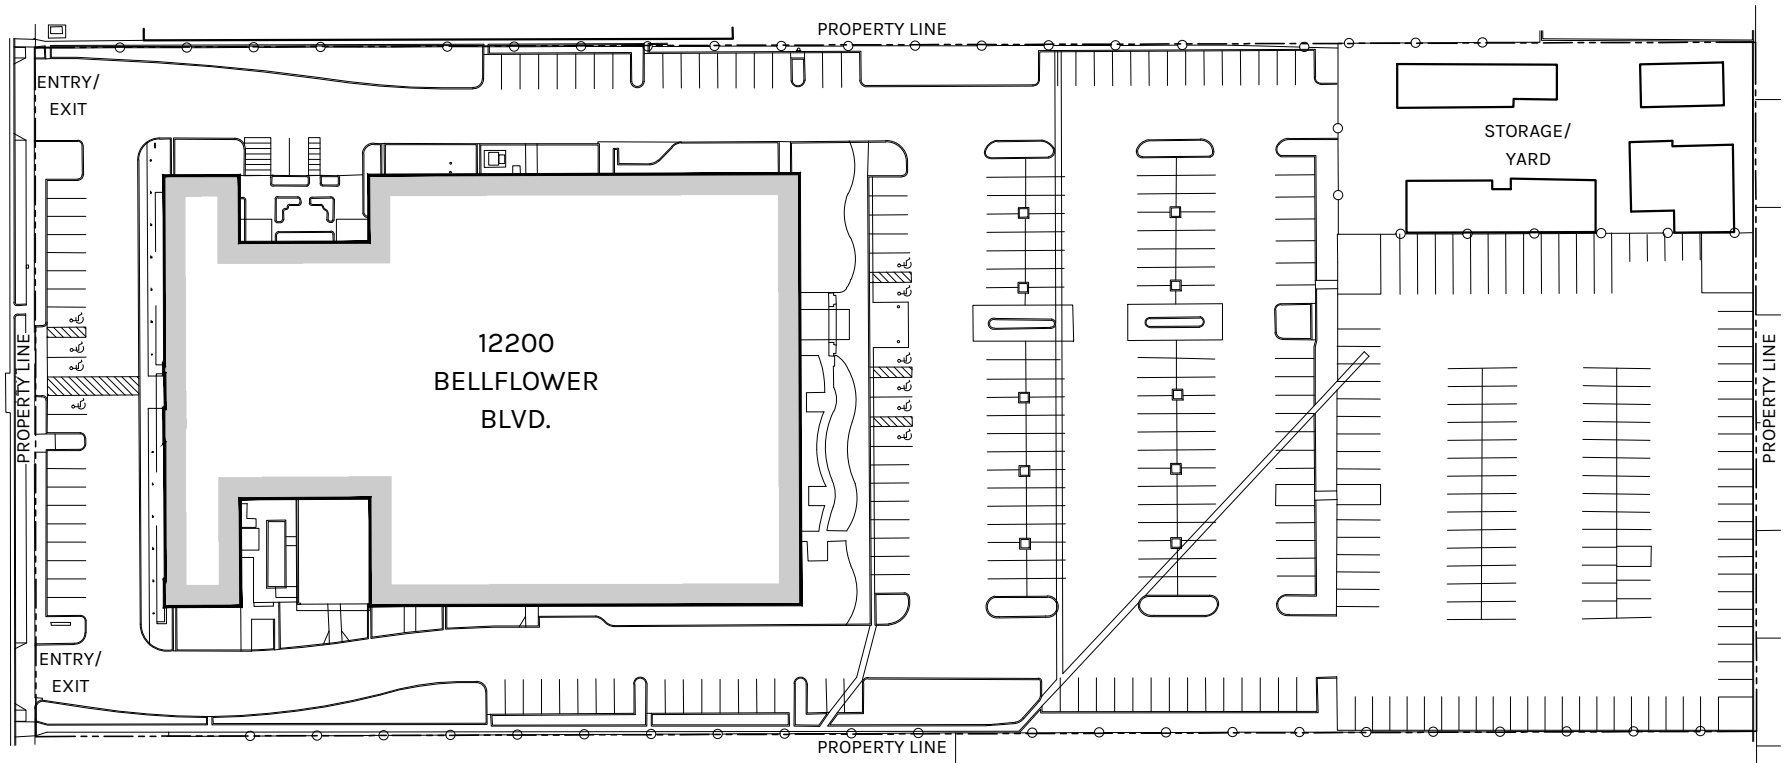 PROPERTY LINE
ENTRY/
EXIT
STORAGE/
YARD
PROPERTY LINE
12200
BELLFLOWER
BLVD.
PROPERTY LINE
ENTRY/
EXIT
PROPERTY LINE